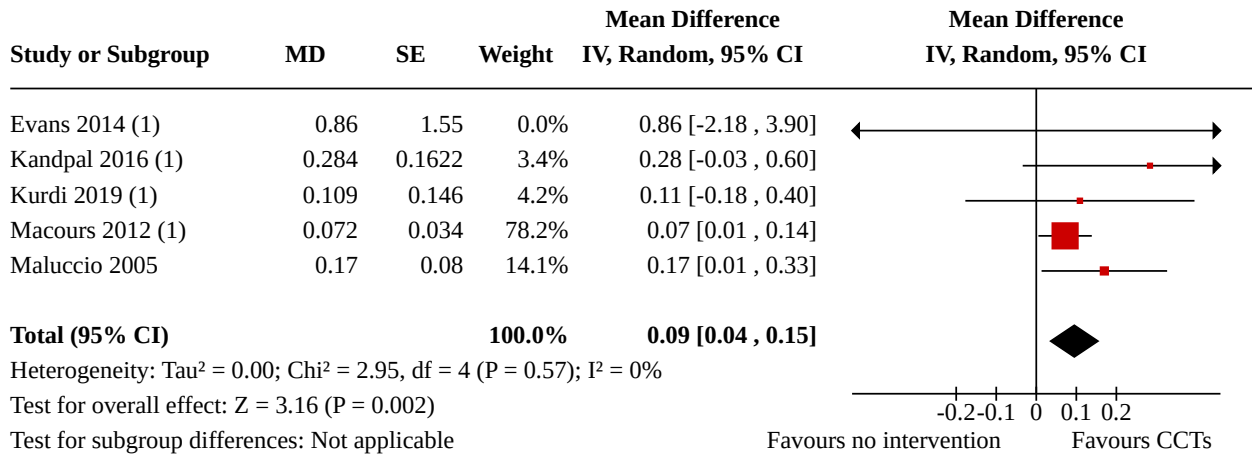 Mean Difference Mean Difference
Study or Subgroup MD SE Weight IV, Random, 95% CI IV, Random, 95% CI
Evans 2014 (1) 0.86 1.55 0.0% 0.86 [-2.18 , 3.90]
Kandpal 2016 (1) 0.284 0.1622 3.4% 0.28 [-0.03 , 0.60]
Kurdi 2019 (1) 0.109 0.146 4.2% 0.11 [-0.18 , 0.40]
Macours 2012 (1) 0.072 0.034 78.2% 0.07 [0.01 , 0.14]
Maluccio 2005 0.17 0.08 14.1% 0.17 [0.01 , 0.33]
Total (95% CI) 100.0% 0.09 [0.04 , 0.15]
Heterogeneity: Tau² = 0.00; Chi² = 2.95, df = 4 (P = 0.57); I² = 0%
Test for overall effect: Z = 3.16 (P = 0.002) -0.2 -0.1 0 0.1 0.2
Test for subgroup differences: Not applicable Favours no intervention Favours CCTs